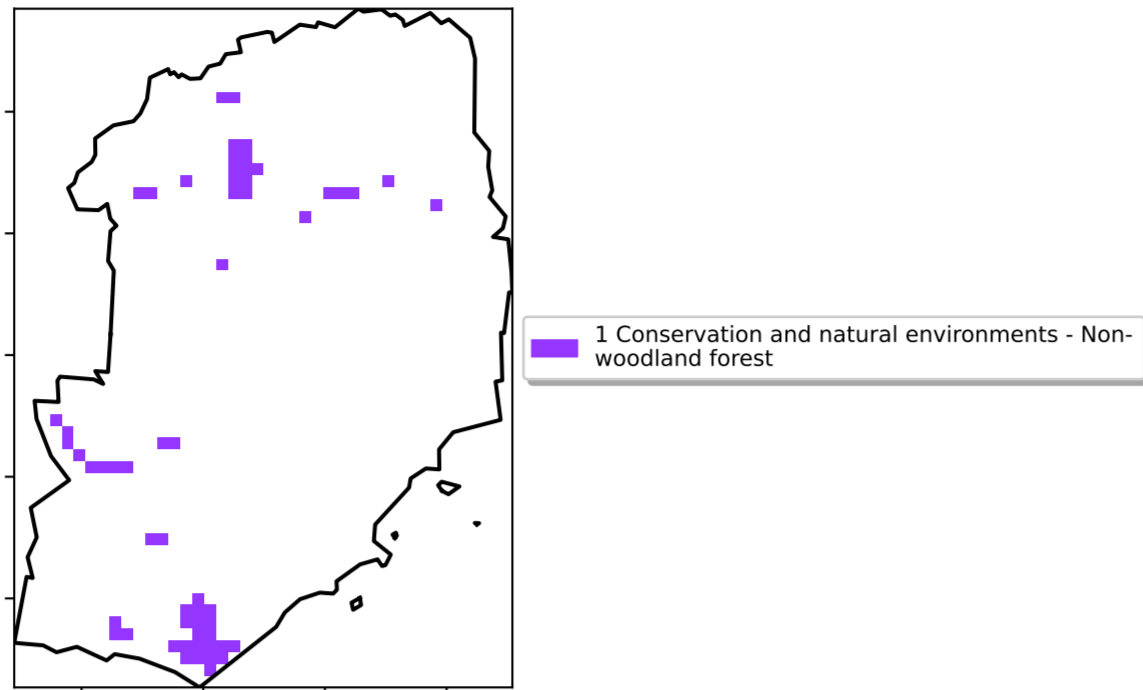 1 Conservation and natural environments - Non-
woodland forest